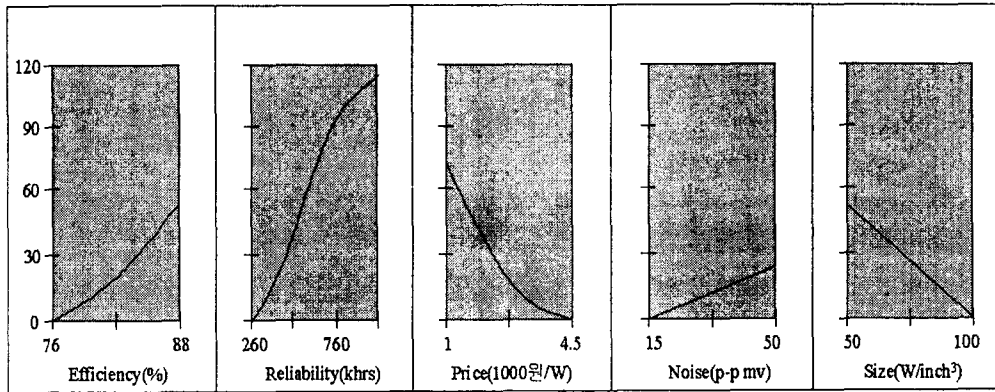 120
90
60
30
0
76 88
260 760
1 4.5
15 50
50 100
Efficiency(%)
Reliability(khrs)
Price(1000원/W)
Noise(p-p mv)
Size(W/inch³)